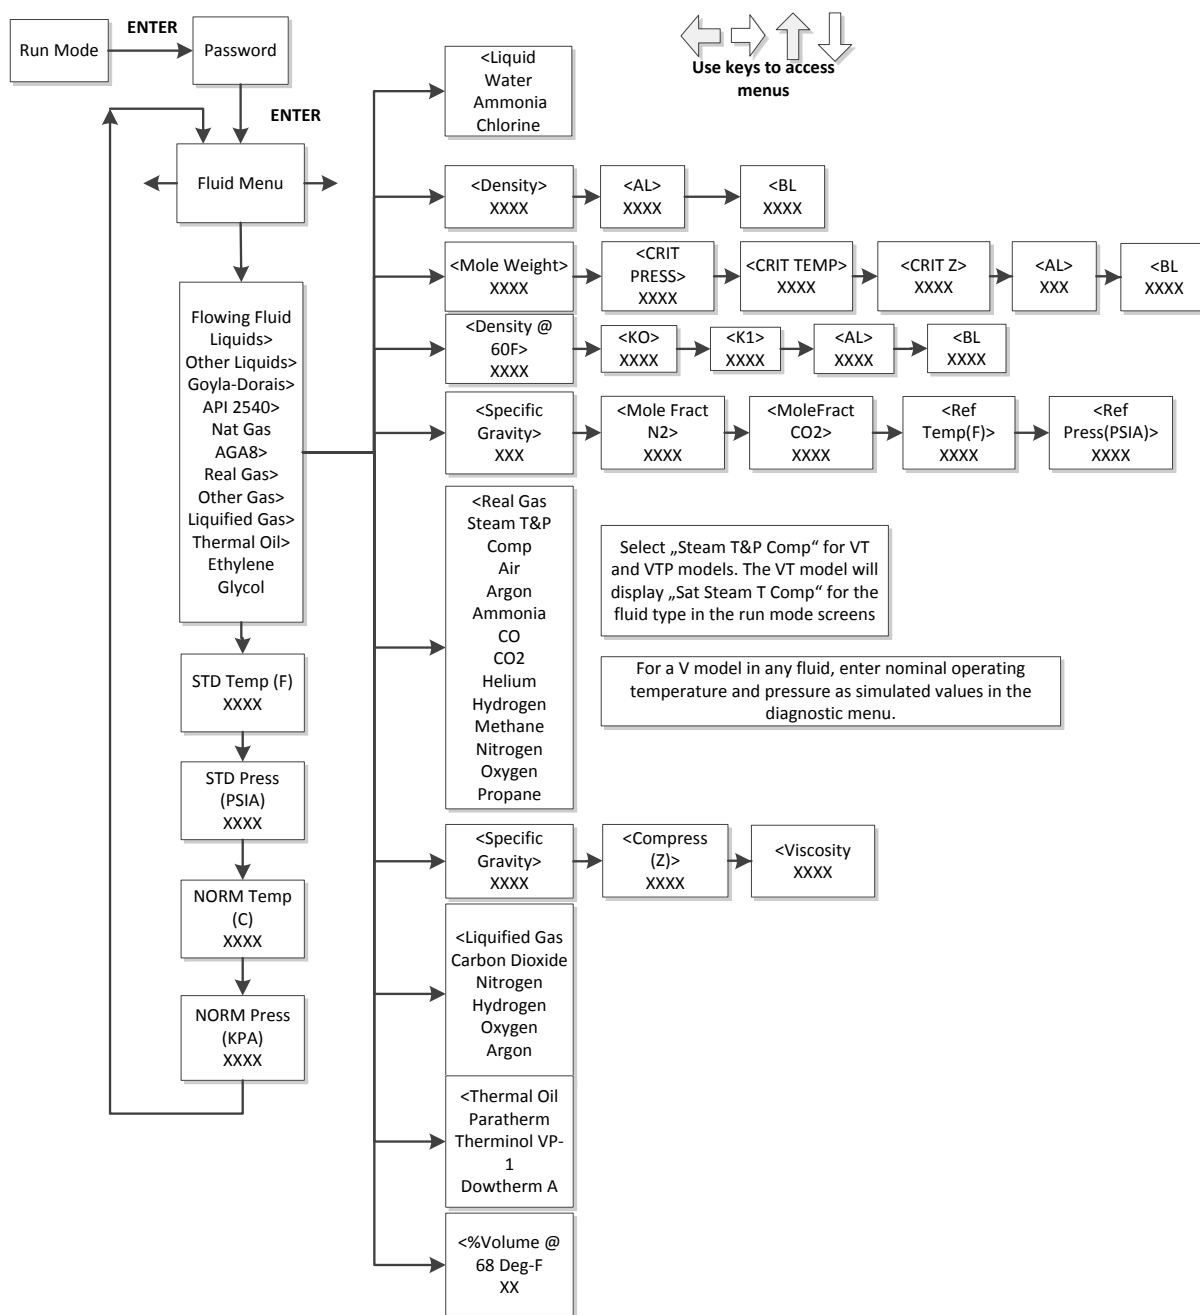 ENTER
Run Mode
Password
ENTER
Use keys to access
menus
Fluid Menu
Flowing Fluid
Liquids>
Other Liquids>
Goyla-Dorais>
API 2540>
Nat Gas
AGA8>
Real Gas>
Other Gas>
Liquified Gas>
Thermal Oil>
Ethylene
Glycol
STD Temp (F)
XXXX
STD Press
(PSIA)
XXXX
NORM Temp
(C)
XXXX
NORM Press
(KPA)
XXXX
<Liquid
Water
Ammonia
Chlorine
<Density>
XXXX
<AL>
XXXX
<BL
XXXX
<Mole Weight>
XXXX
<CRIT
PRESS>
XXXX
<CRIT TEMP>
XXXX
<CRIT Z>
XXXX
<AL>
XXX
<BL
XXXX
<Density @
60F>
XXXX
<KO>
XXXX
<K1>
XXXX
<AL>
XXXX
<BL
XXXX
<Specific
Gravity>
XXX
<Mole Fract
N2>
XXXX
<MoleFract
CO2>
XXXX
<Ref
Temp(F)>
XXXX
<Ref
Press(PSIA)>
XXXX
<Real Gas
Steam T&P
Comp
Air
Argon
Ammonia
CO
CO2
Helium
Hydrogen
Methane
Nitrogen
Oxygen
Propane
Select „Steam T&P Comp“ for VT
and VTP models. The VT model will
display „Sat Steam T Comp“ for the
fluid type in the run mode screens
For a V model in any fluid, enter nominal operating
temperature and pressure as simulated values in the
diagnostic menu.
<Specific
Gravity>
XXXX
<Compress
(Z)>
XXXX
<Viscosity
XXXX
<Liquified Gas
Carbon Dioxide
Nitrogen
Hydrogen
Oxygen
Argon
<Thermal Oil
Paratherm
Therminol VP-
1
Dowtherm A
<%Volume @
68 Deg-F
XX